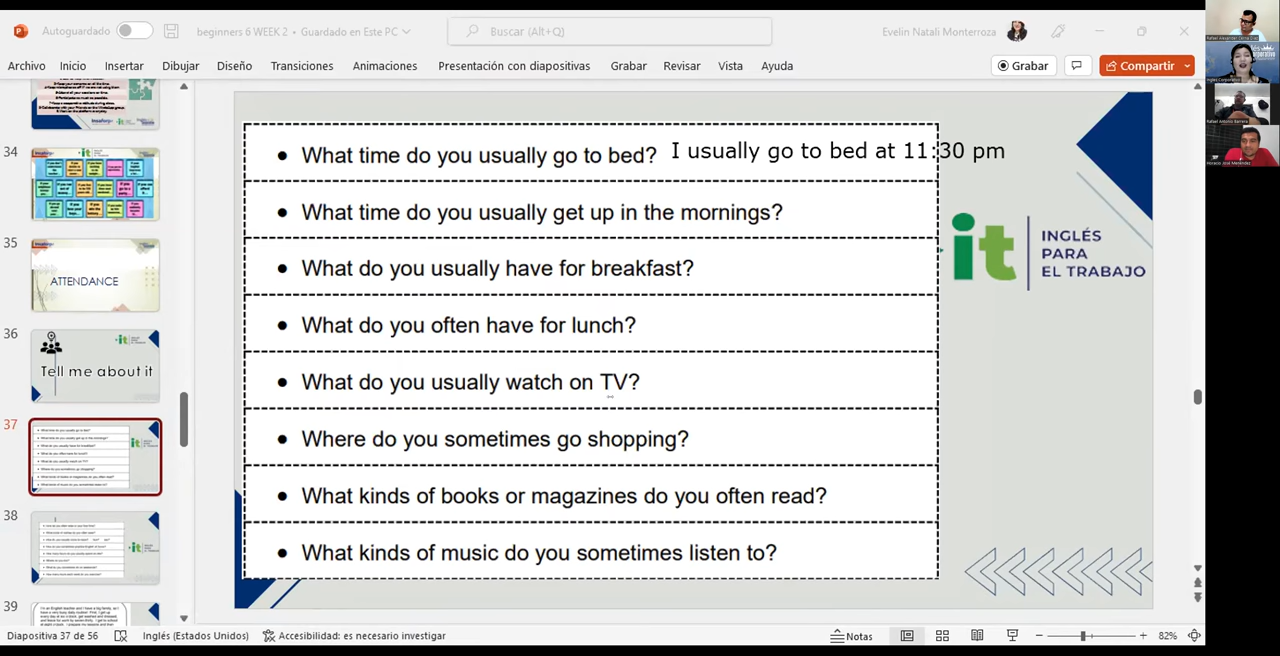 Autoguardado
beginners 6 WEEK 2 • Guardado en Este PC
Buscar (Alt+Q)
Evelin Natali Monterroza
Archivo Inicio Insertar Dibujar Diseño Transiciones Animaciones Presentación con diapositivas Grabar Revisar Vista Ayuda
Grabar
Compartir
34
35
ATTENDANCE
36
Tell me about it
37
38
39
• What time do you usually go to bed? I usually go to bed at 11:30 pm
• What time do you usually get up in the mornings?
• What do you usually have for breakfast?
• What do you often have for lunch?
• What do you usually watch on TV?
• Where do you sometimes go shopping?
• What kinds of books or magazines do you often read?
• What kinds of music do you sometimes listen to?
it
INGLÉS
PARA
EL TRABAJO
Diapositiva 37 de 56
Inglés (Estados Unidos)
Accesibilidad: es necesario investigar
Notas
82%